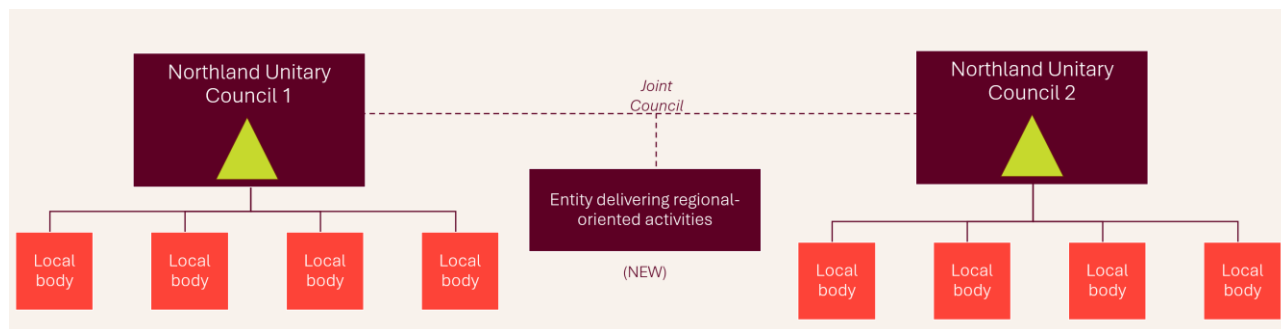 Northland Unitary
Council 1
Joint
Council
Northland Unitary
Council 2
Entity delivering regional-
oriented activities
(NEW)
Local
body
Local
body
Local
body
Local
body
Local
body
Local
body
Local
body
Local
body